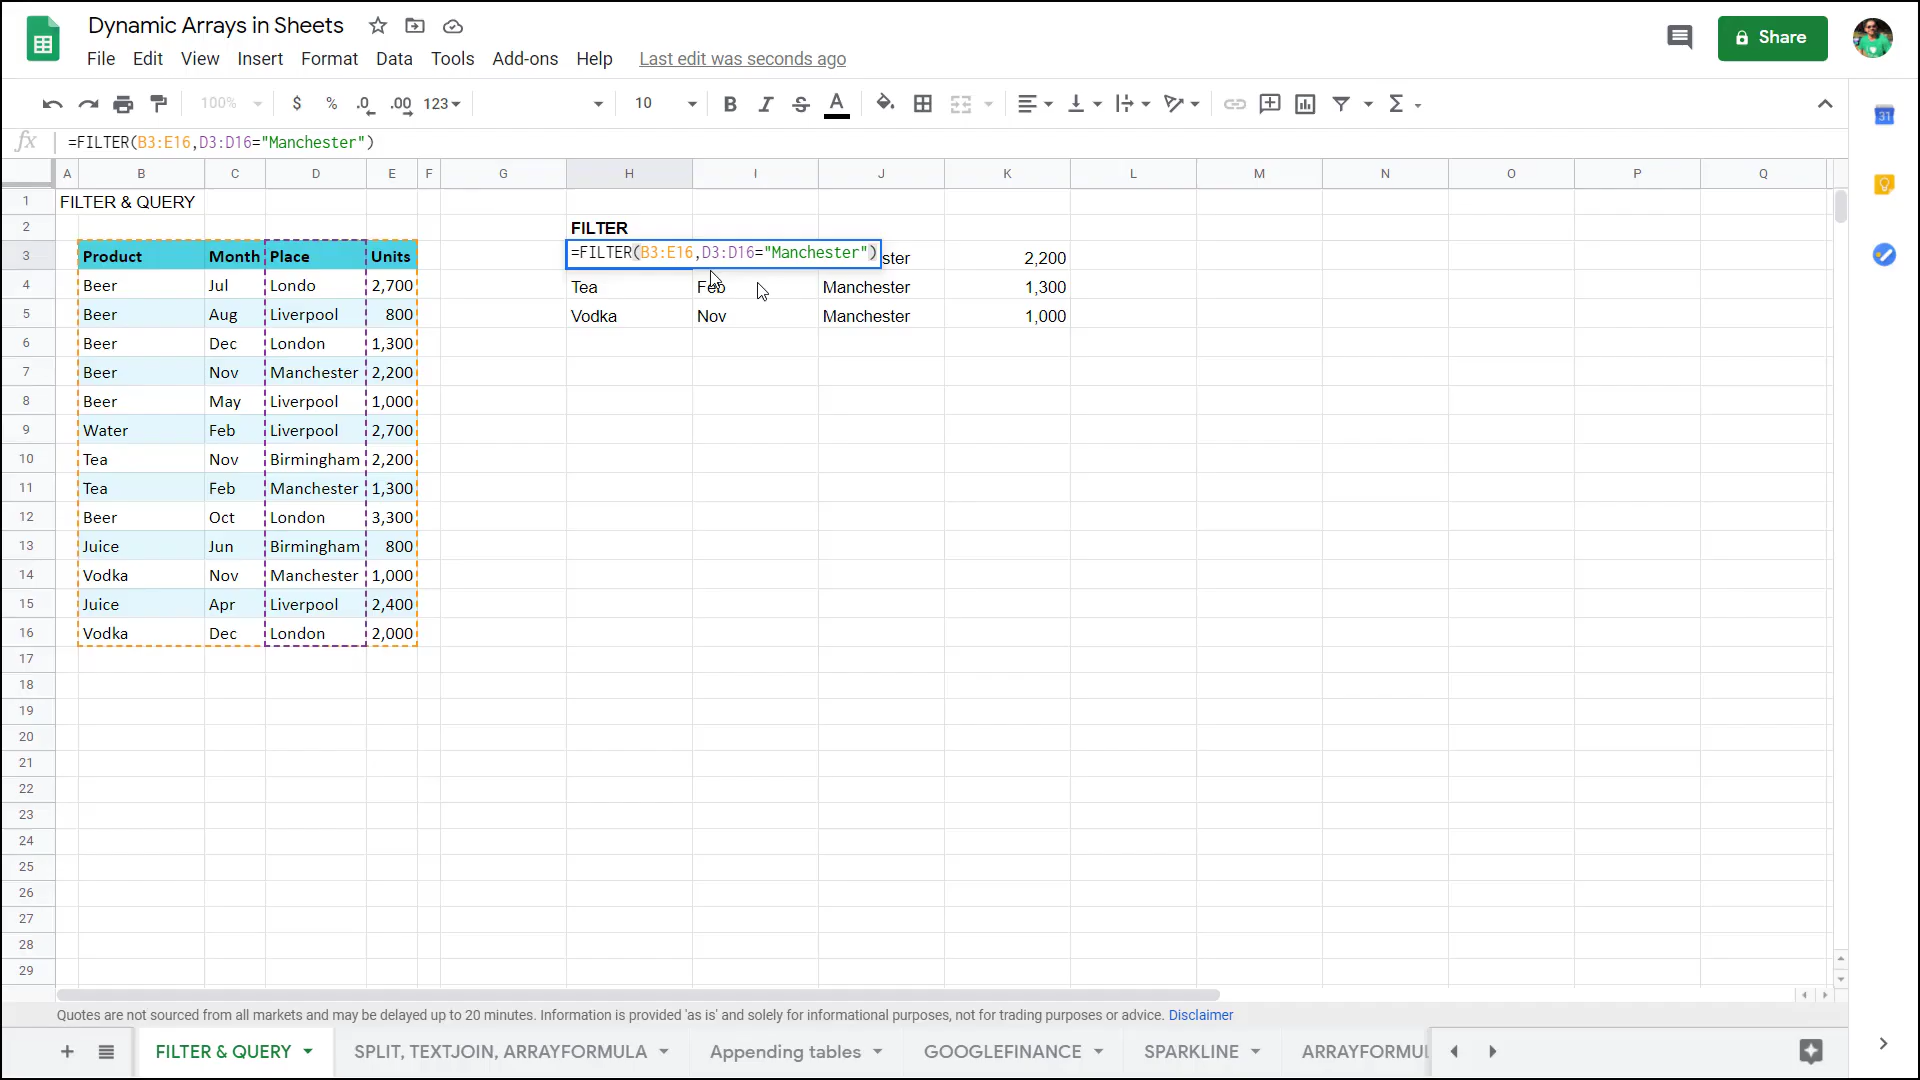 Dynamic Arrays in Sheets
File Edit View Insert Format Data Tools Add-ons Help Last edit was seconds ago
Share
100% $ % .0 .00 123 10 B I S A Σ
31
fx =FILTER(B3:E16,D3:D16="Manchester")
A B C D E F G H I J K L M N O P Q
1 FILTER & QUERY
2 FILTER
3 Product Month Place Units =FILTER(B3:E16,D3:D16="Manchester") ster 2,200
4 Beer Jul Londo 2,700 Tea Feb Manchester 1,300
5 Beer Aug Liverpool 800 Vodka Nov Manchester 1,000
6 Beer Dec London 1,300
7 Beer Nov Manchester 2,200
8 Beer May Liverpool 1,000
9 Water Feb Liverpool 2,700
10 Tea Nov Birmingham 2,200
11 Tea Feb Manchester 1,300
12 Beer Oct London 3,300
13 Juice Jun Birmingham 800
14 Vodka Nov Manchester 1,000
15 Juice Apr Liverpool 2,400
16 Vodka Dec London 2,000
17
18
19
20
21
22
23
24
25
26
27
28
29
Quotes are not sourced from all markets and may be delayed up to 20 minutes. Information is provided 'as is' and solely for informational purposes, not for trading purposes or advice. Disclaimer
+ FILTER & QUERY SPLIT, TEXTJOIN, ARRAYFORMULA Appending tables GOOGLEFINANCE SPARKLINE ARRAYFORMU